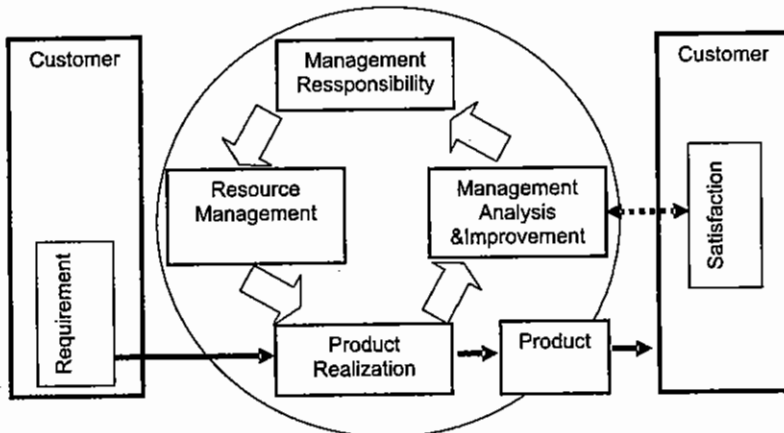 Customer
Management
Ressponsibility
Customer
Resource
Management
Management
Analysis
&Improvement
Satisfaction
Requirement
Product
Realization
Product